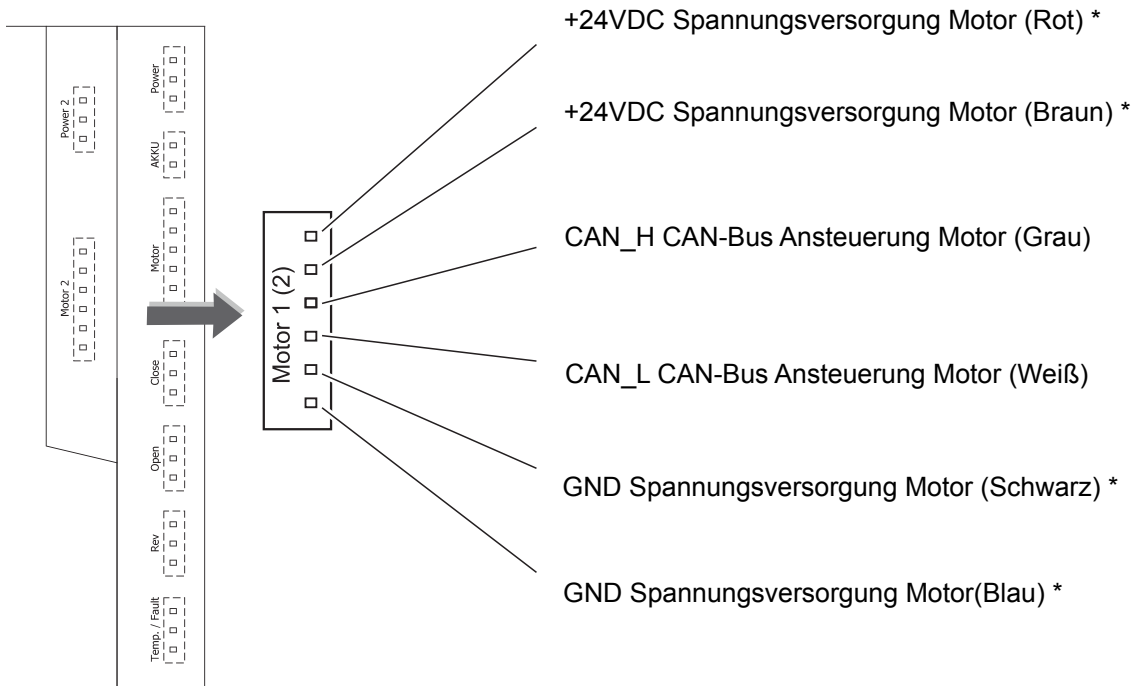 +24VDC Spannungsversorgung Motor (Rot) *
+24VDC Spannungsversorgung Motor (Braun) *
CAN_H CAN-Bus Ansteuerung Motor (Grau)
CAN_L CAN-Bus Ansteuerung Motor (Weiß)
GND Spannungsversorgung Motor (Schwarz) *
GND Spannungsversorgung Motor(Blau) *
Motor 1 (2)
Power 2
Motor 2
Power
AKKU
Motor
Close
Open
Rev
Temp. / Fault